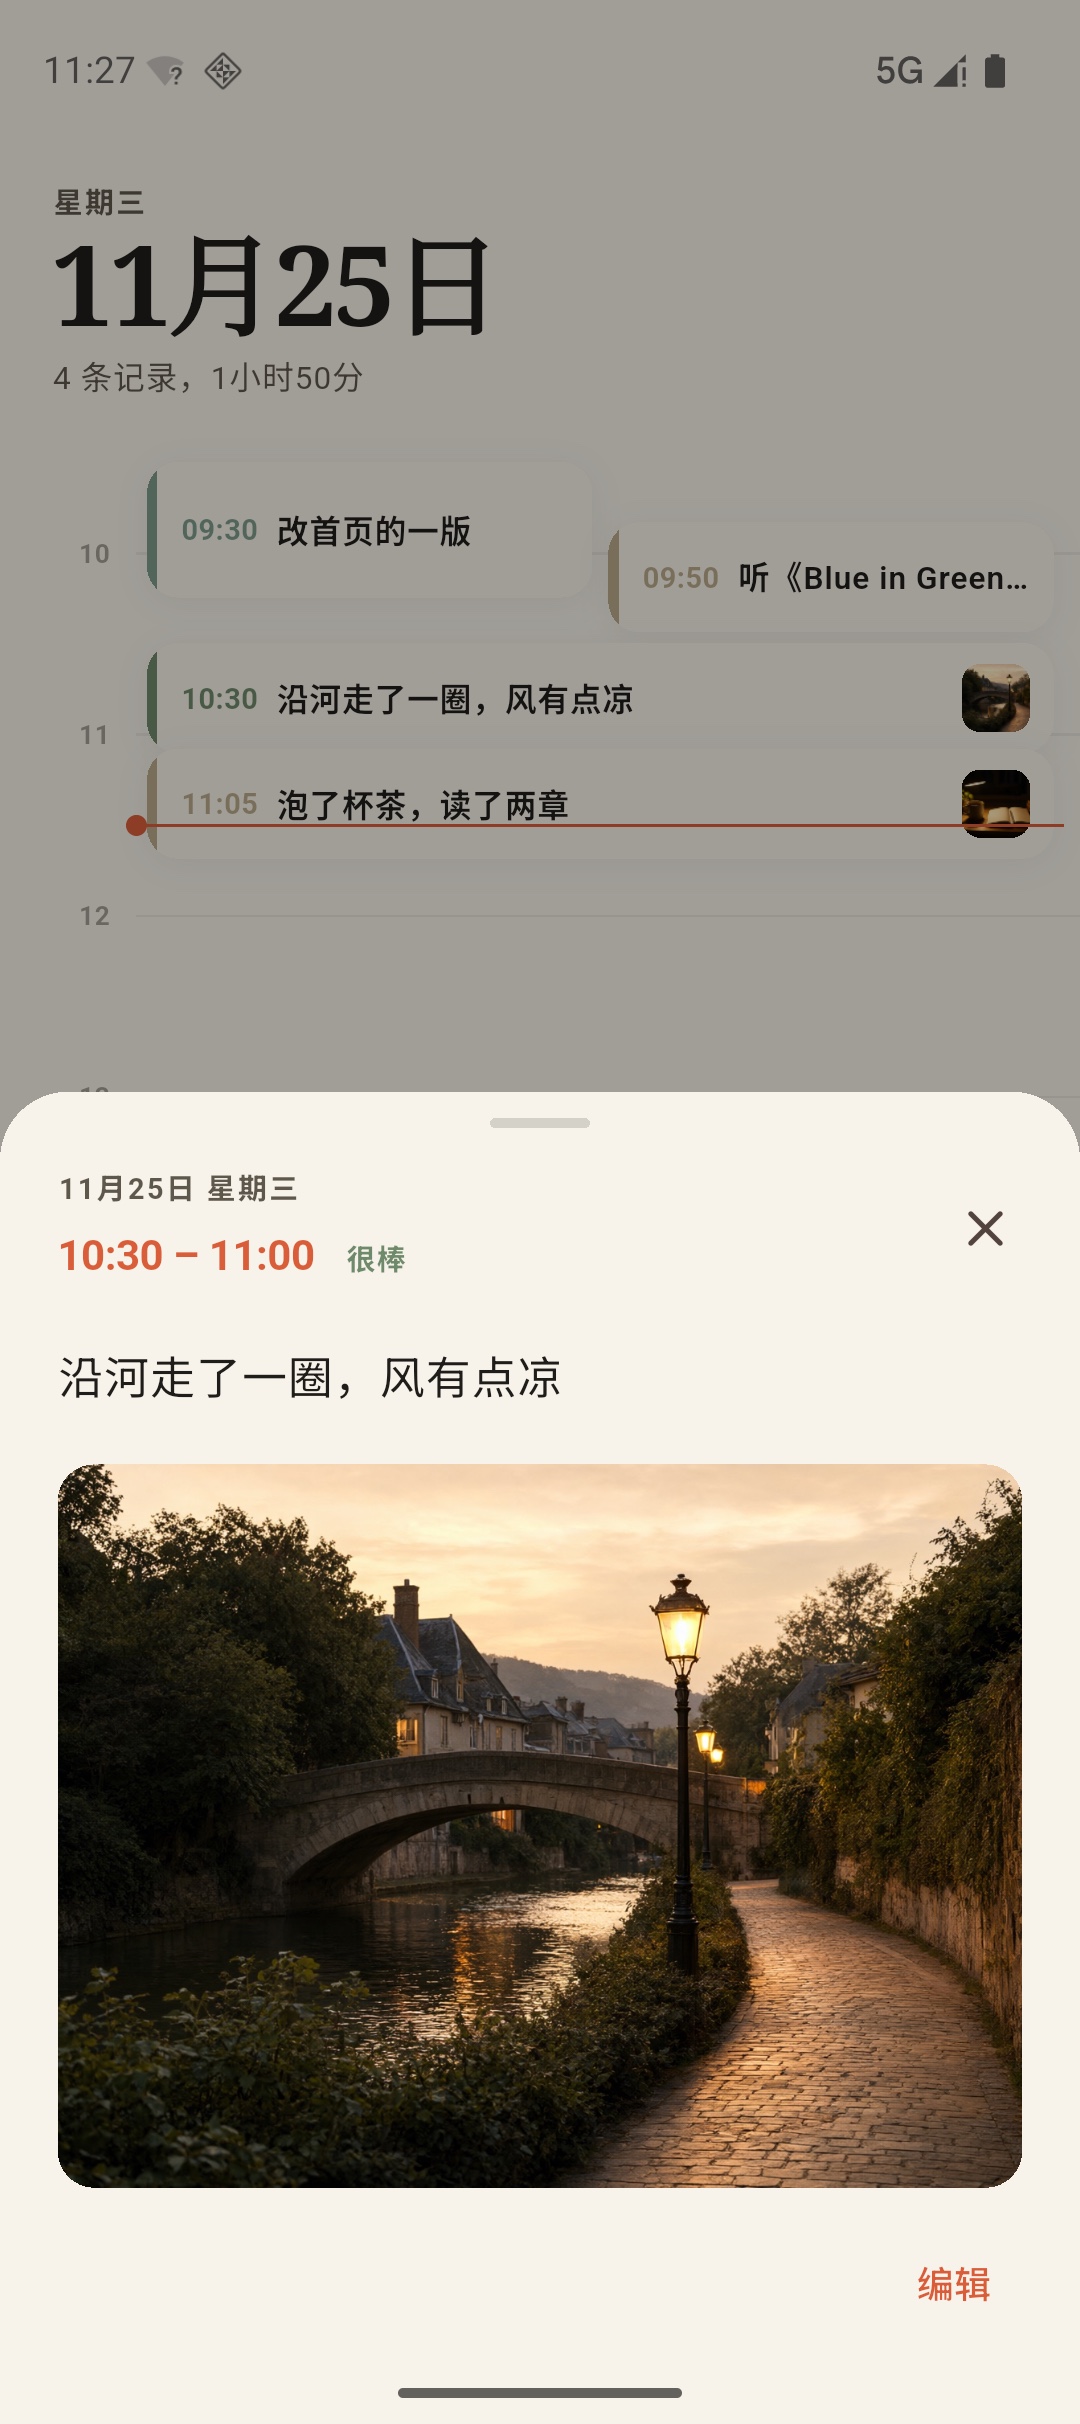 11:27
5G
星期三
11月25日
4 条记录，1小时50分
09:30 改首页的一版
10
09:50 听《Blue in Green...
10:30 沿河走了一圈，风有点凉
11
11:05 泡了杯茶，读了两章
12
11月25日 星期三
10:30 – 11:00 很棒
沿河走了一圈，风有点凉
编辑